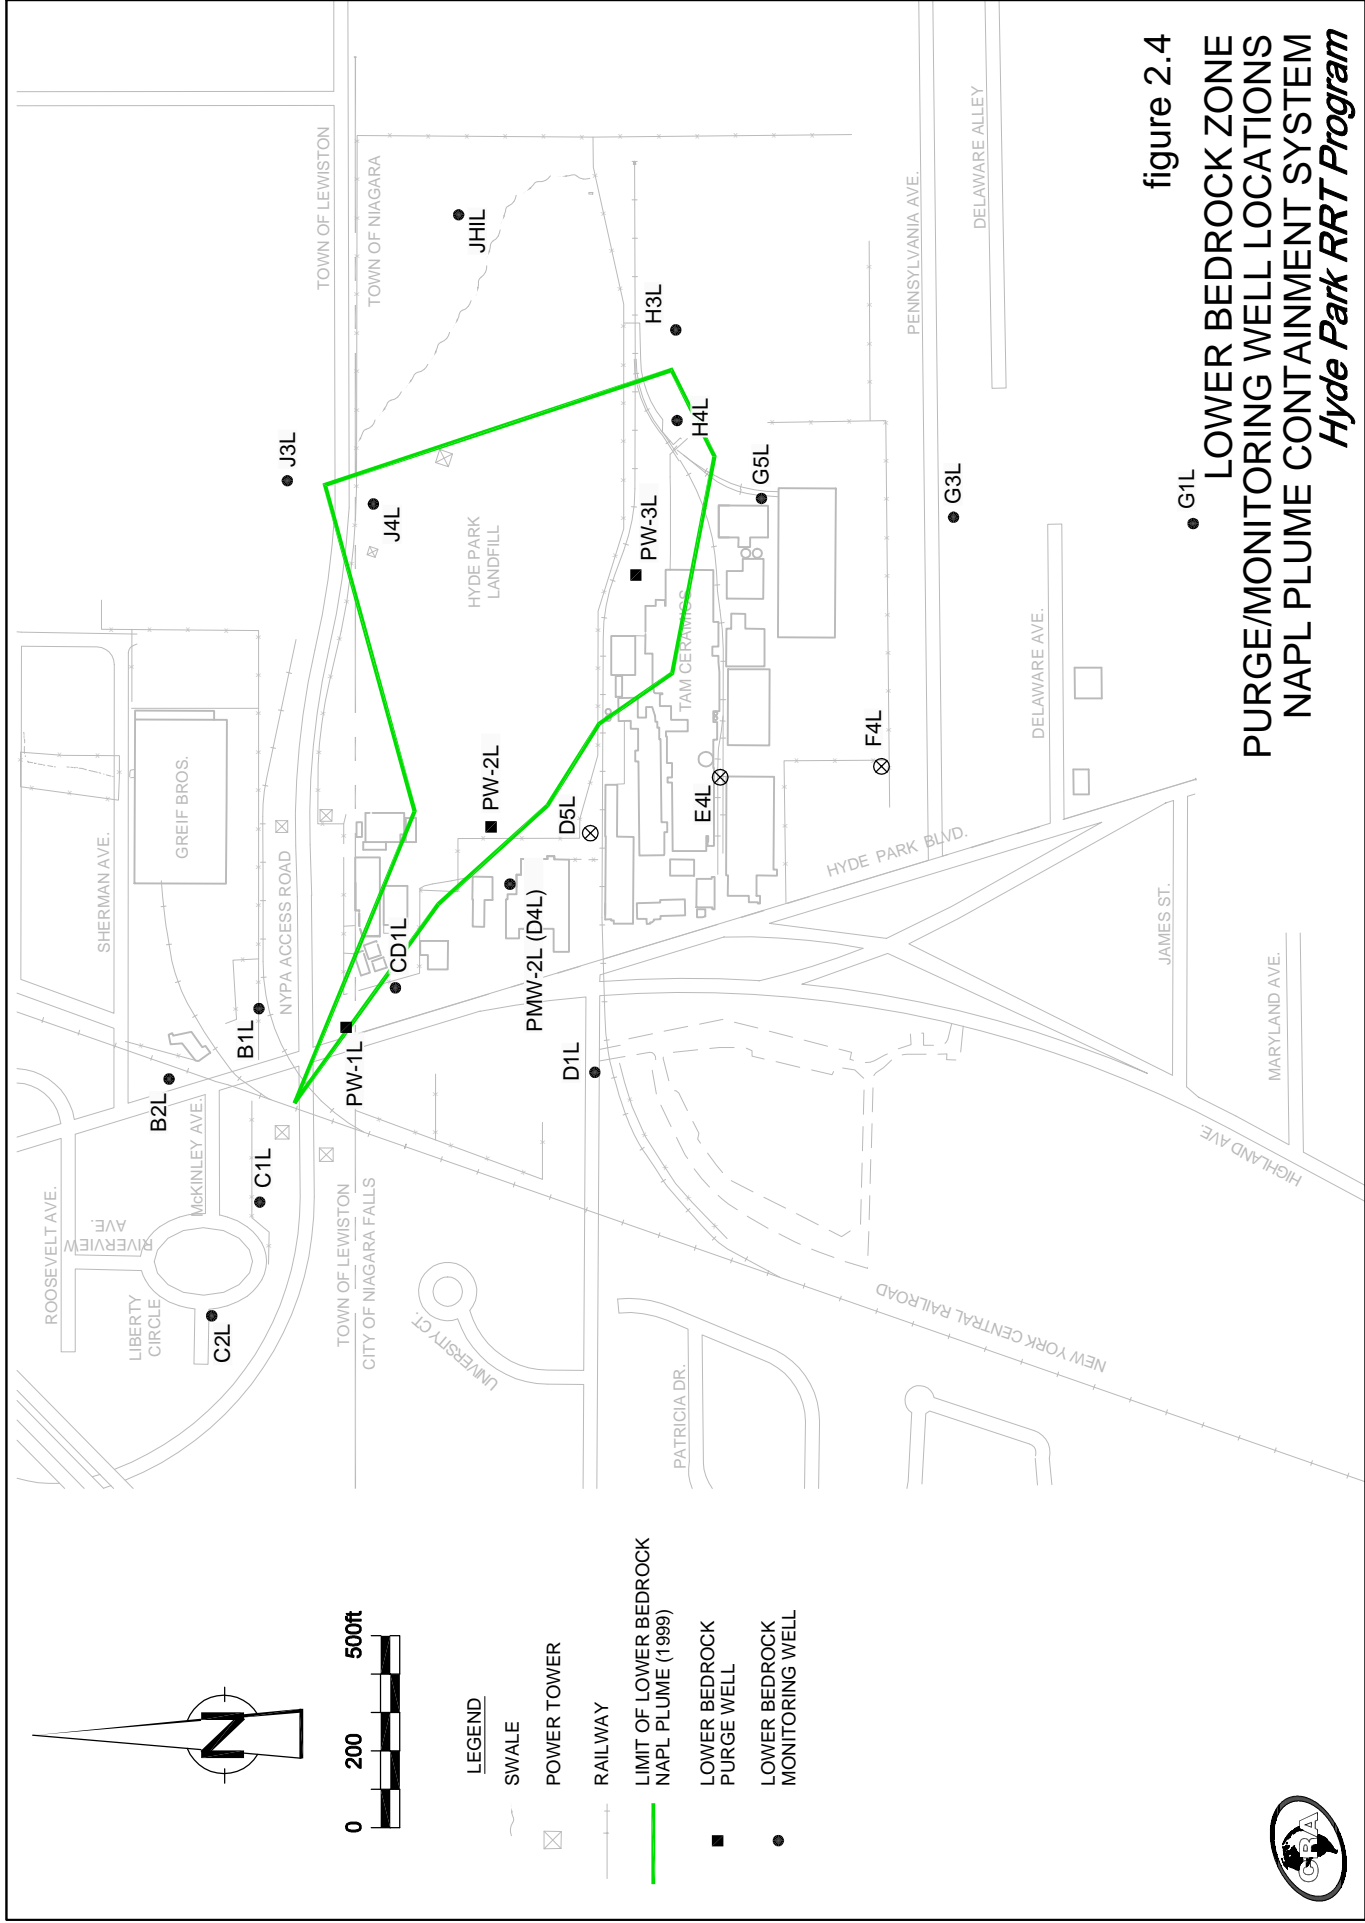 figure 2.4
LOWER BEDROCK ZONE
PURGE/MONITORING WELL LOCATIONS
NAPL PLUME CONTAINMENT SYSTEM
Hyde Park RRT Program
0
200
500ft
N
LEGEND
SWALE
POWER TOWER
RAILWAY
LIMIT OF LOWER BEDROCK
NAPL PLUME (1999)
LOWER BEDROCK
PURGE WELL
LOWER BEDROCK
MONITORING WELL
CRA
ROOSEVELT AVE.
RIVERVIEW
AVE.
LIBERTY
CIRCLE
McKINLEY AVE.
SHERMAN AVE.
GREIF BROS.
NYPA ACCESS ROAD
TOWN OF LEWISTON
TOWN OF NIAGARA
TOWN OF LEWISTON
CITY OF NIAGARA FALLS
UNIVERSITY CT.
PATRICIA DR.
NEW YORK CENTRAL RAILROAD
HYDE PARK
LANDFILL
TAM CERAMICS
HYDE PARK BLVD.
PENNSYLVANIA AVE.
DELAWARE ALLEY
DELAWARE AVE.
JAMES ST.
MARYLAND AVE.
HIGHLAND AVE.
C2L
C1L
B2L
B1L
PW-1L
CD1L
J3L
J4L
JHIL
PW-2L
PMW-2L (D4L)
D5L
D1L
PW-3L
H3L
H4L
G5L
E4L
F4L
G3L
G1L